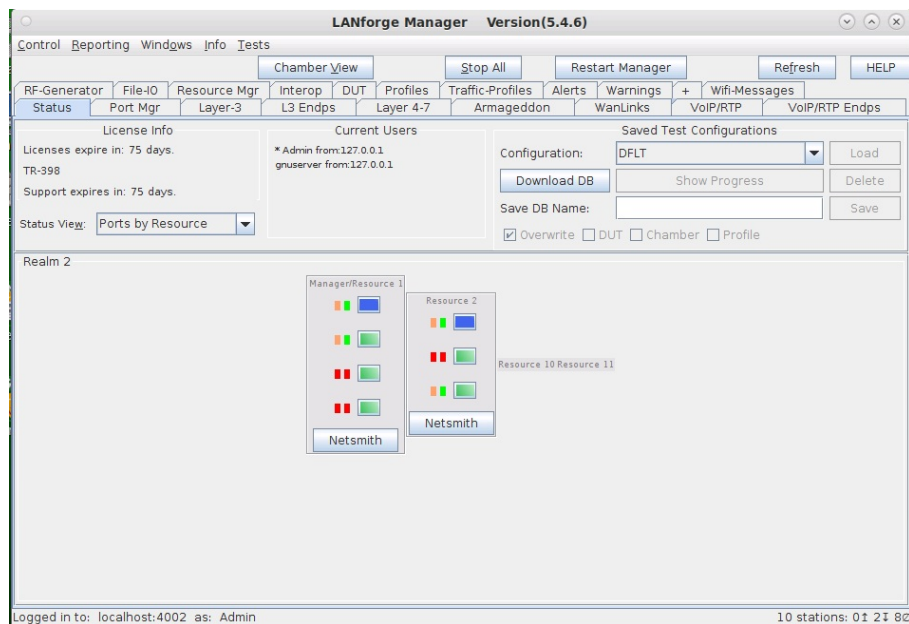 LANforge Manager Version(5.4.6)
Control Reporting Windows Info Tests
Chamber View Stop All Restart Manager Refresh HELP
RF-Generator File-IO Resource Mgr Interop DUT Profiles Traffic-Profiles Alerts Warnings + Wifi-Messages
Status Port Mgr Layer-3 L3 Endps Layer 4-7 Armageddon WanLinks VoIP/RTP VoIP/RTP Endps
License Info
Licenses expire in: 75 days.
TR-398
Support expires in: 75 days.
Status View: Ports by Resource
Current Users
* Admin from:127.0.0.1
gnuserver from:127.0.0.1
Saved Test Configurations
Configuration: DFLT Load
Download DB Show Progress Delete
Save DB Name: Save
Overwrite DUT Chamber Profile
Realm 2
Manager/Resource 1
Netsmith
Resource 2
Netsmith
Resource 10 Resource 11
Logged in to: localhost:4002 as: Admin
10 stations: 0↥ 2↧ 8∅